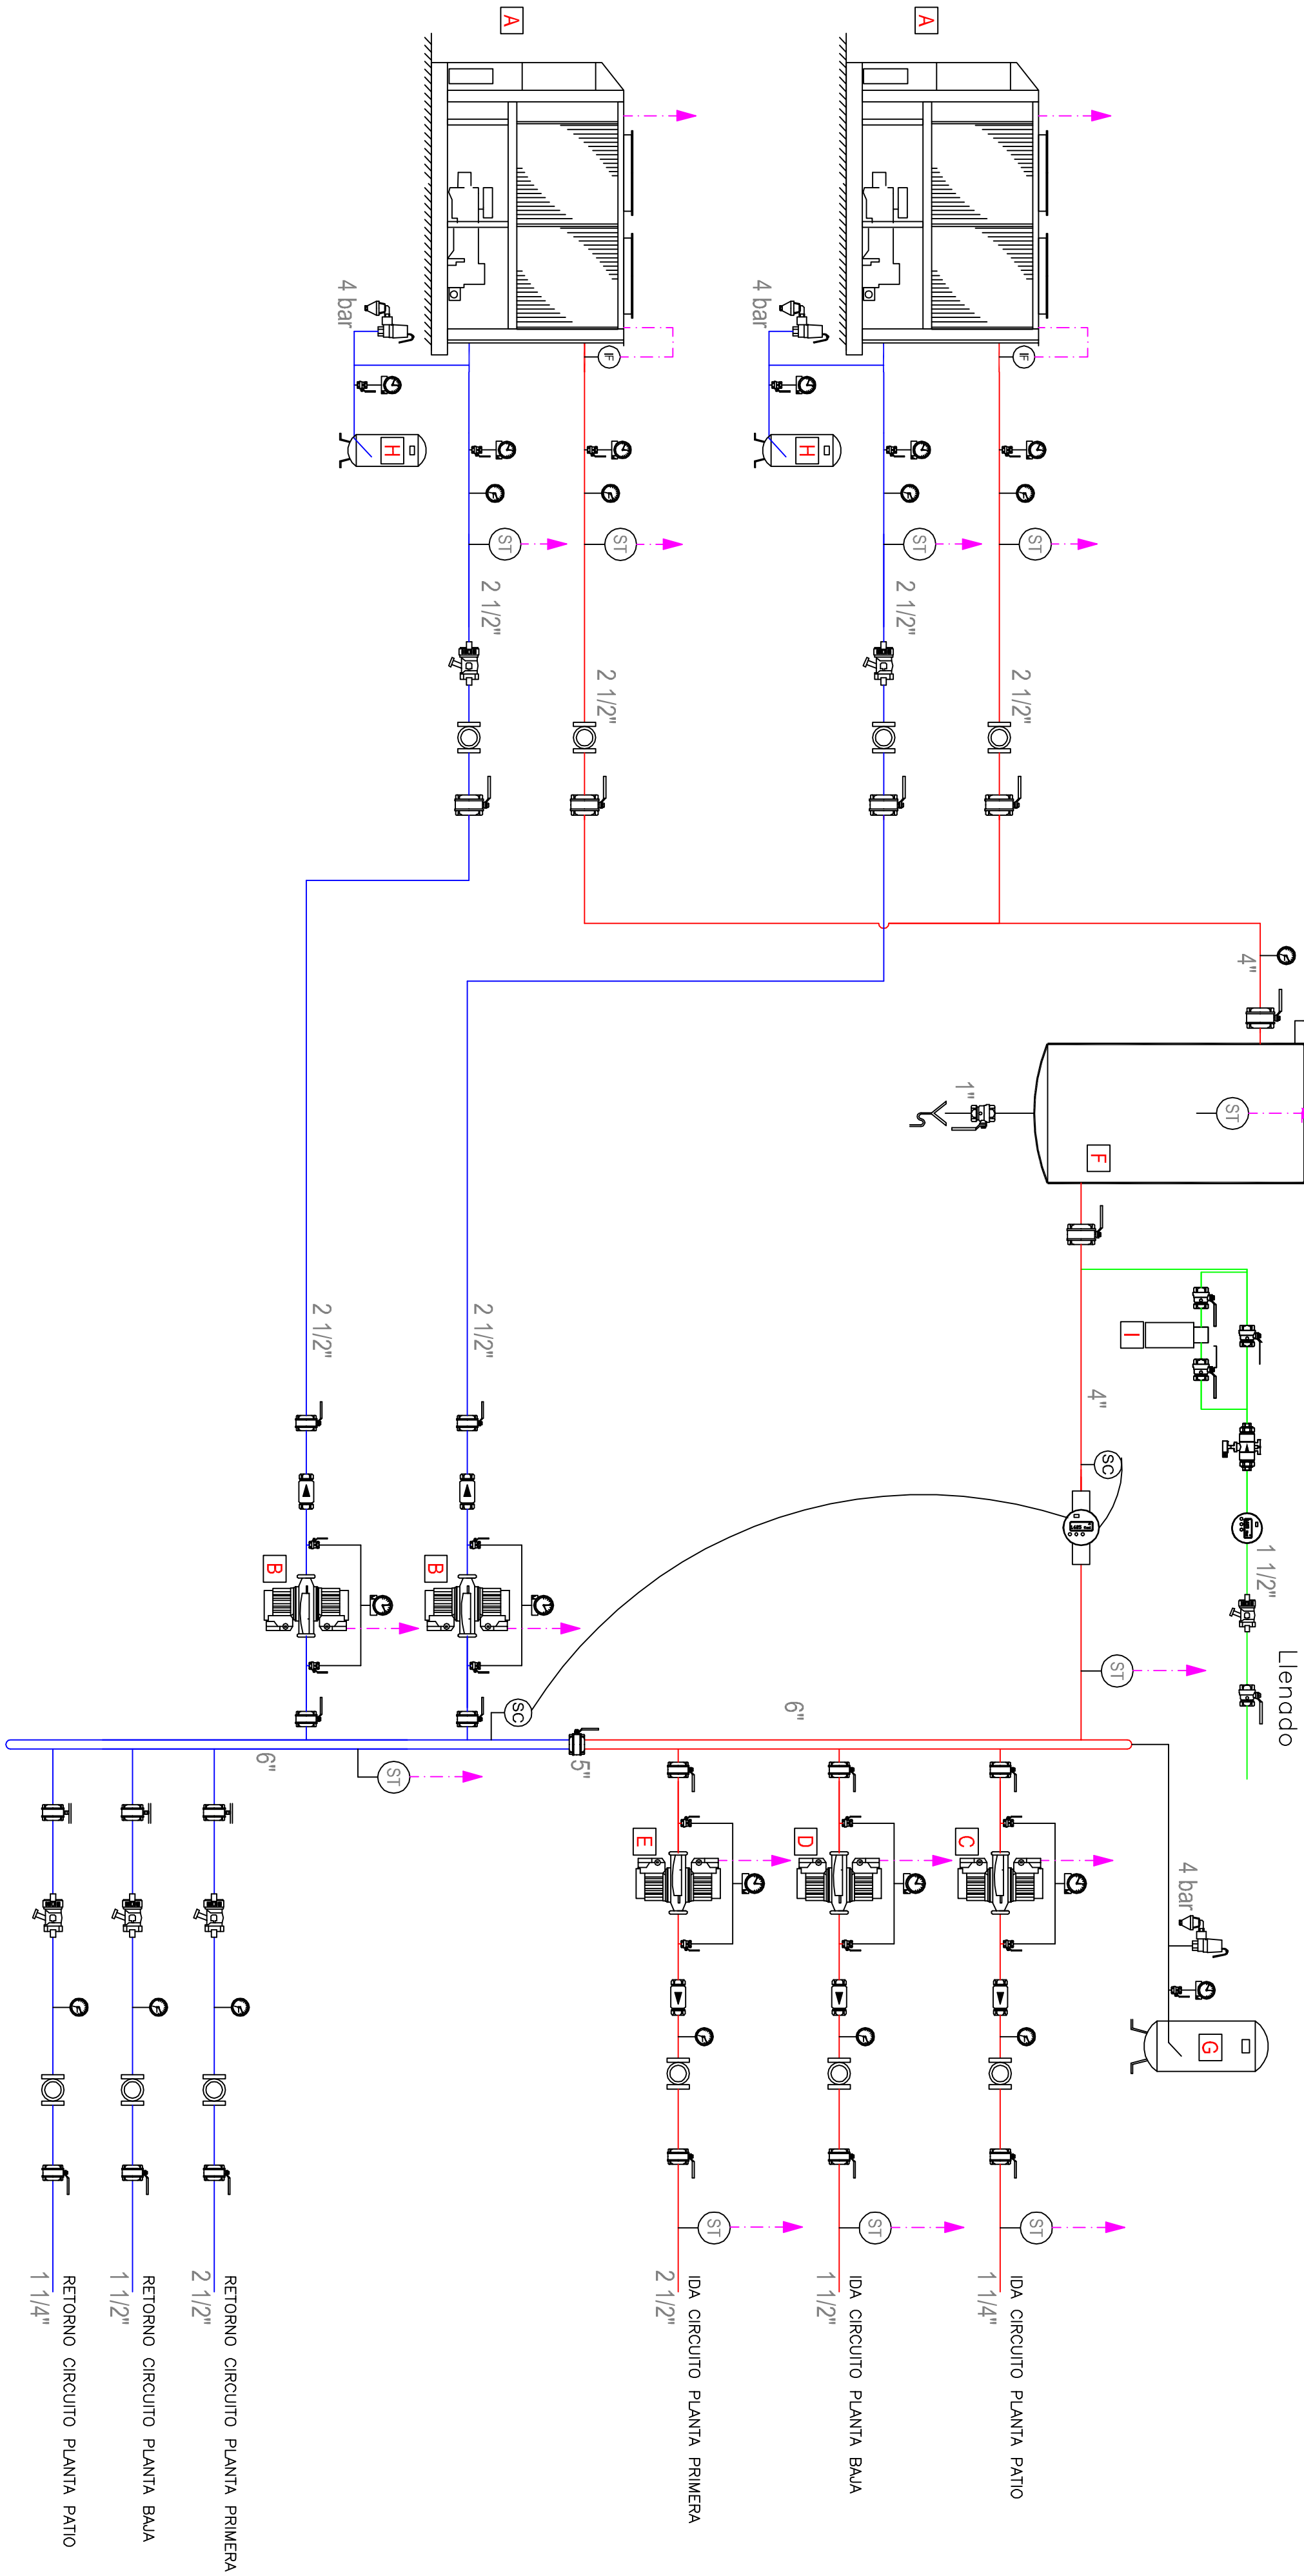 Llenado
1 1/2"
4"
ST
G
4 bar
I
ST
SC
F
4"
ST
ST
IF
2 1/2"
IDA CIRCUITO PLANTA PATIO
1 1/4"
C
A
ST
2 1/2"
ST
IDA CIRCUITO PLANTA BAJA
1 1/2"
H
D
6"
4 bar
ST
IDA CIRCUITO PLANTA PRIMERA
2 1/2"
E
ST
IF
2 1/2"
5"
SC
A
ST
2 1/2"
2 1/2"
B
ST
H
4 bar
2 1/2"
B
6"
RETORNO CIRCUITO PLANTA PRIMERA
2 1/2"
RETORNO CIRCUITO PLANTA BAJA
1 1/2"
RETORNO CIRCUITO PLANTA PATIO
1 1/4"